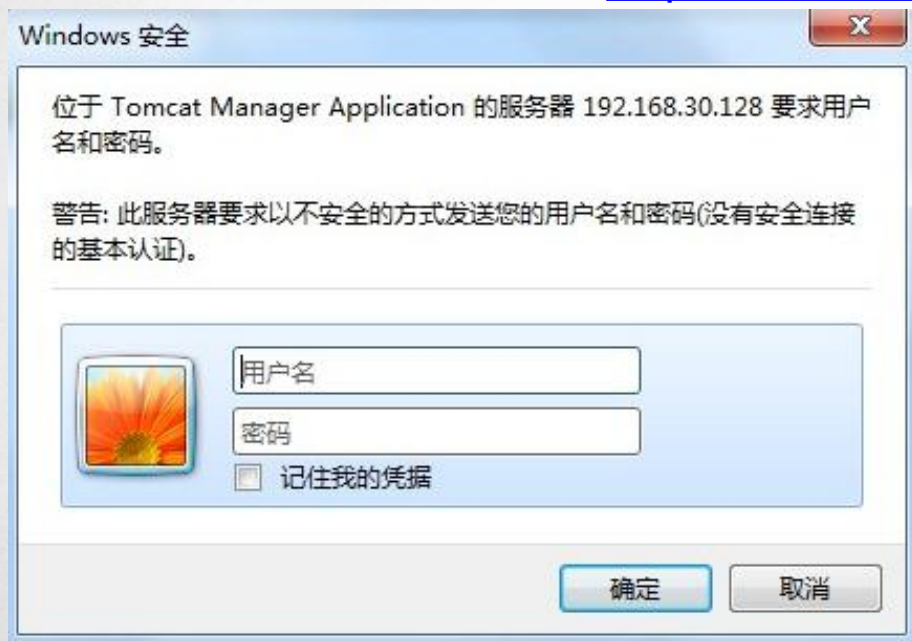 Windows 安全
X
位于 Tomcat Manager Application 的服务器 192.168.30.128 要求用户
名和密码。
警告: 此服务器要求以不安全的方式发送您的用户名和密码(没有安全连接
的基本认证)。
用户名
密码
记住我的凭据
确定
取消